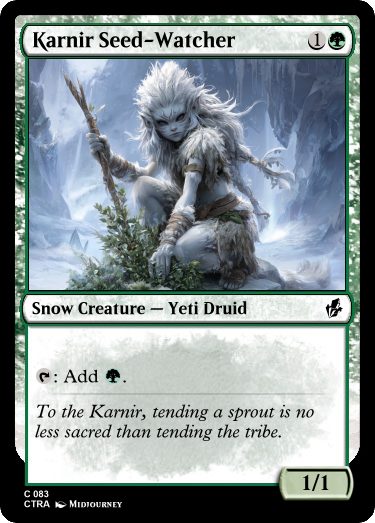 Karnir Seed-Watcher 1
Snow Creature — Yeti Druid
: Add .
To the Karnir, tending a sprout is no
less sacred than tending the tribe.
1/1
C 083
CTRA Midjourney